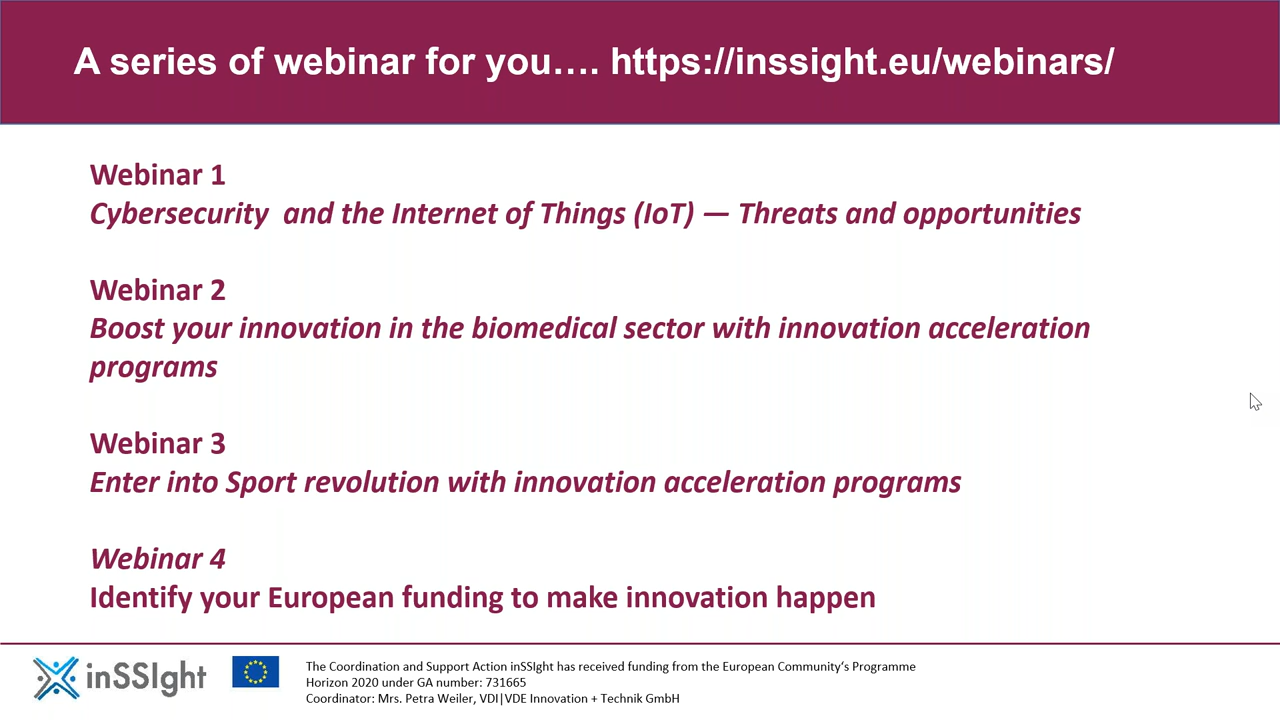 A series of webinar for you.... https://inssight.eu/webinars/
Webinar 1
Cybersecurity  and the Internet of Things (IoT) — Threats and opportunities
Webinar 2
Boost your innovation in the biomedical sector with innovation acceleration
programs
Webinar 3
Enter into Sport revolution with innovation acceleration programs
Webinar 4
Identify your European funding to make innovation happen
inSSIght
The Coordination and Support Action inSSIght has received funding from the European Community's Programme
Horizon 2020 under GA number: 731665
Coordinator: Mrs. Petra Weiler, VDI|VDE Innovation + Technik GmbH